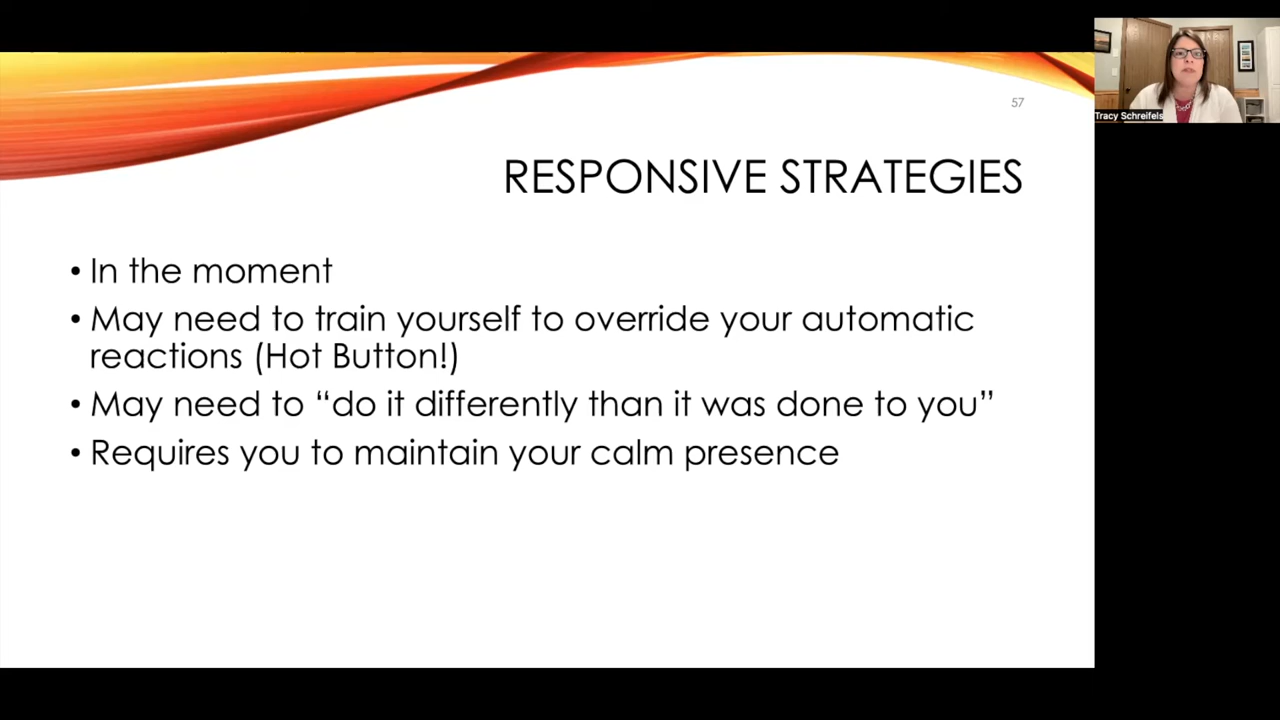 57
RESPONSIVE STRATEGIES
• In the moment
• May need to train yourself to override your automatic
reactions (Hot Button!)
• May need to “do it differently than it was done to you”
• Requires you to maintain your calm presence
Tracy Schreifels